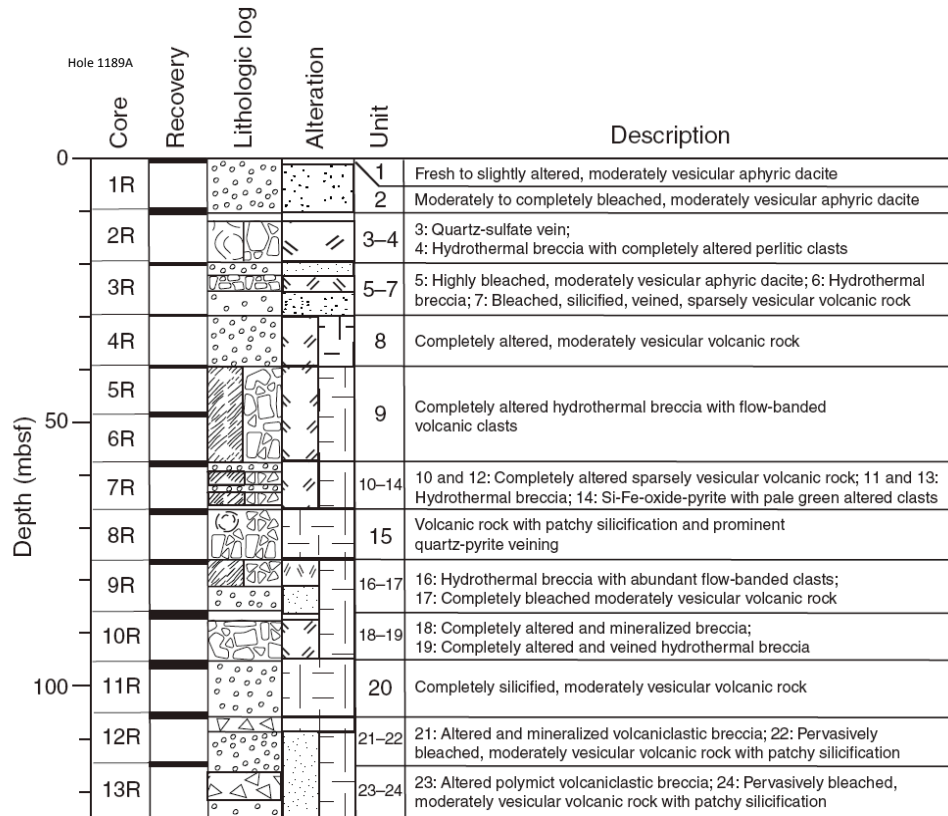 Hole 1189A
Core
Recovery
Lithologic log
Alteration
Unit
Description
Depth (mbsf)
0
50
100
1R
1
Fresh to slightly altered, moderately vesicular aphyric dacite
2
Moderately to completely bleached, moderately vesicular aphyric dacite
2R
3–4
3: Quartz-sulfate vein;
4: Hydrothermal breccia with completely altered perlitic clasts
3R
5–7
5: Highly bleached, moderately vesicular aphyric dacite; 6: Hydrothermal
breccia; 7: Bleached, silicified, veined, sparsely vesicular volcanic rock
4R
8
Completely altered, moderately vesicular volcanic rock
5R
6R
9
Completely altered hydrothermal breccia with flow-banded
volcanic clasts
7R
10–14
10 and 12: Completely altered sparsely vesicular volcanic rock; 11 and 13:
Hydrothermal breccia; 14: Si-Fe-oxide-pyrite with pale green altered clasts
8R
15
Volcanic rock with patchy silicification and prominent
quartz-pyrite veining
9R
16–17
16: Hydrothermal breccia with abundant flow-banded clasts;
17: Completely bleached moderately vesicular volcanic rock
10R
18–19
18: Completely altered and mineralized breccia;
19: Completely altered and veined hydrothermal breccia
11R
20
Completely silicified, moderately vesicular volcanic rock
12R
21–22
21: Altered and mineralized volcaniclastic breccia; 22: Pervasively
bleached, moderately vesicular volcanic rock with patchy silicification
13R
23–24
23: Altered polymict volcaniclastic breccia; 24: Pervasively bleached,
moderately vesicular volcanic rock with patchy silicification